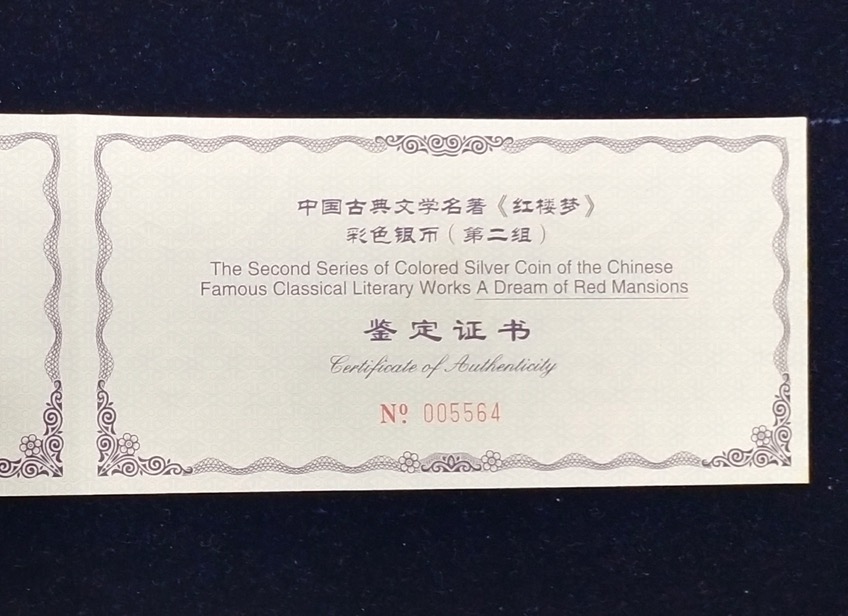 中国古典文学名著《红楼梦》
彩色银币（第二组）
The Second Series of Colored Silver Coin of the Chinese
Famous Classical Literary Works A Dream of Red Mansions
鉴定证书
Certificate of Authenticity
Nº 005564